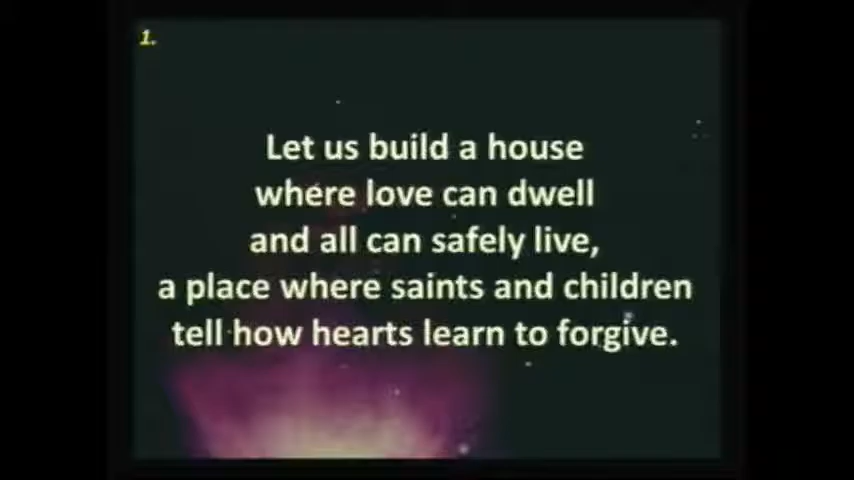 1.
Let us build a house
where love can dwell
and all can safely live,
a place where saints and children
tell how hearts learn to forgive.